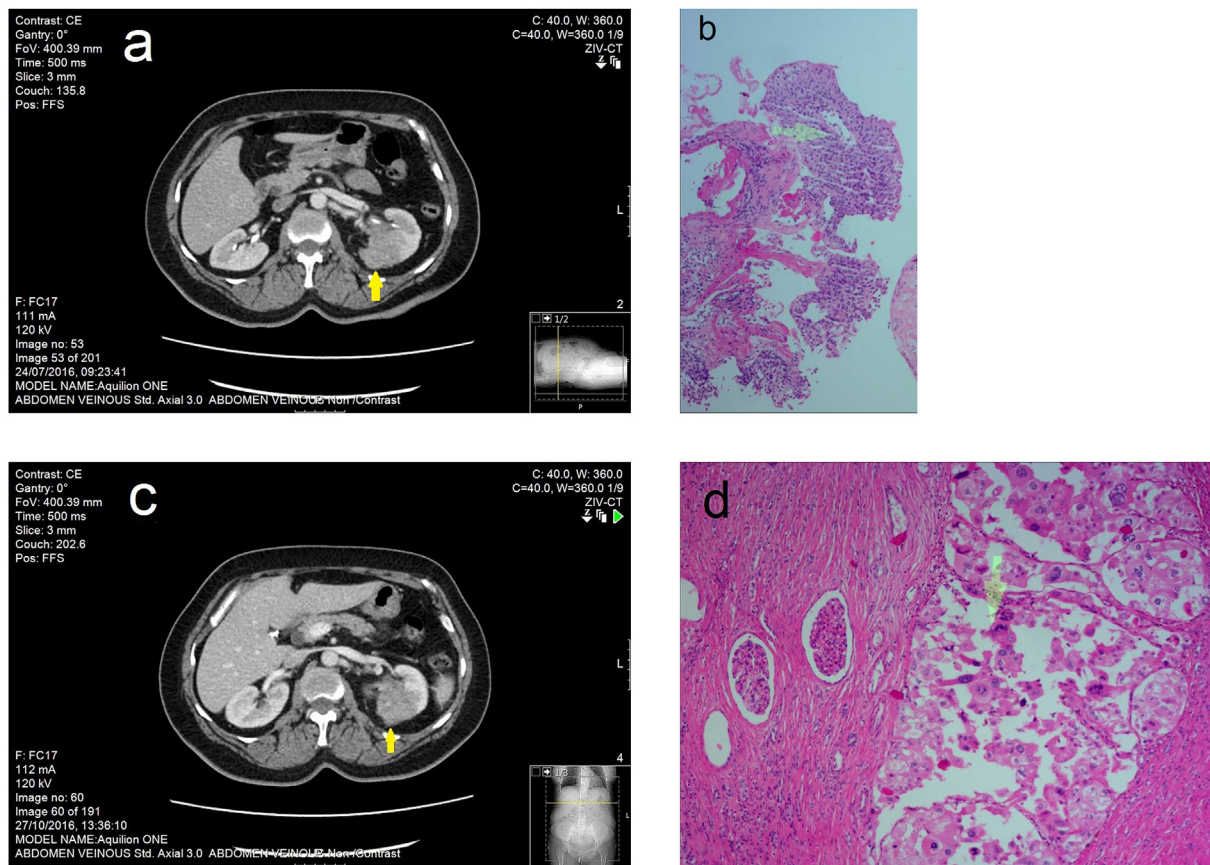 Contrast: CE
Gantry: 0°
FoV: 400.39 mm
Time: 500 ms
Slice: 3 mm
Couch: 135.8
Pos: FFS
a
C: 40.0, W: 360.0
C=40.0, W=360.0 1/9
ZIV-CT
Z
L
F: FC17
111 mA
120 kV
Image no: 53
Image 53 of 201
24/07/2016, 09:23:41
MODEL NAME:Aquilion ONE
ABDOMEN VEINOUS Std. Axial 3.0 ABDOMEN VEINOUS Non /Contrast
2
1/2
F
P
b
Contrast: CE
Gantry: 0°
FoV: 400.39 mm
Time: 500 ms
Slice: 3 mm
Couch: 202.6
Pos: FFS
c
C: 40.0, W: 360.0
C=40.0, W=360.0 1/9
ZIV-CT
Z
L
F: FC17
112 mA
120 kV
Image no: 60
Image 60 of 191
27/10/2016, 13:36:10
MODEL NAME:Aquilion ONE
ABDOMEN VEINOUS Std. Axial 3.0 ABDOMEN VEINOUS Non /Contrast
4
1/3
L
d